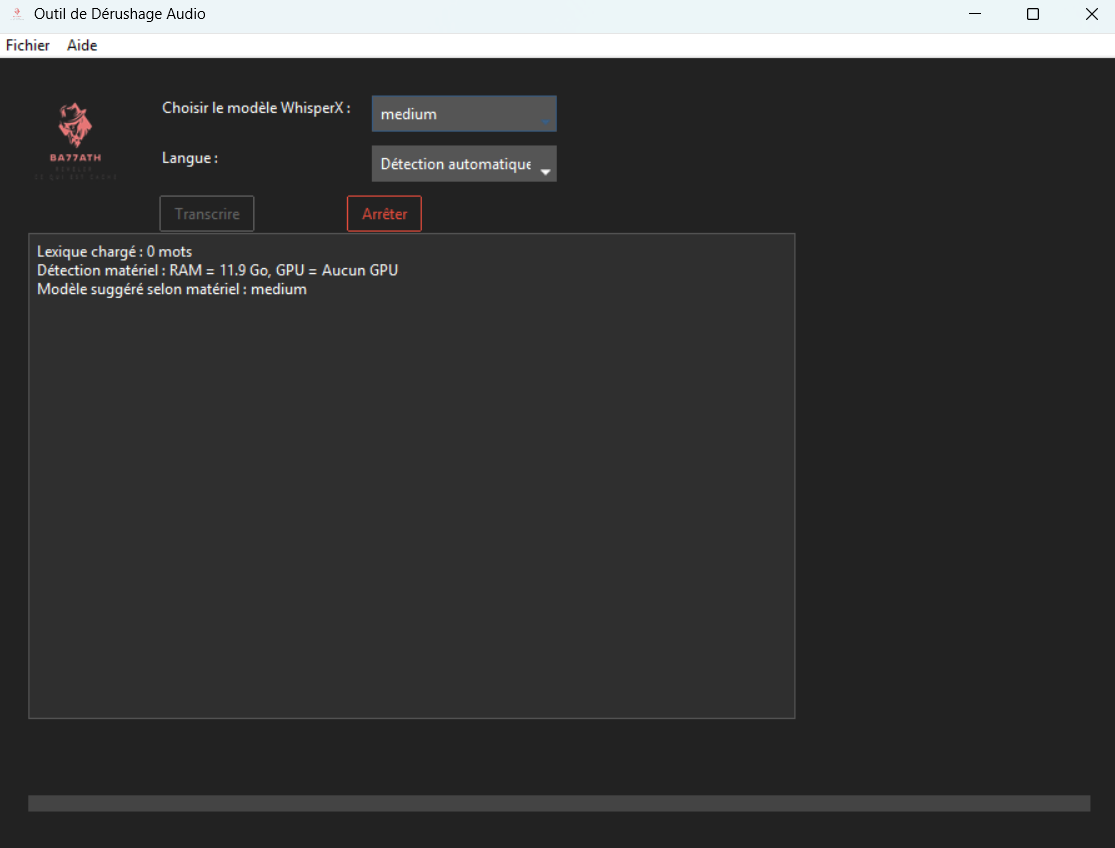 Outil de Dérushage Audio
Fichier Aide
Choisir le modèle WhisperX : medium
BA77ATH
Langue : Détection automatique
Transcrire Arrêter
Lexique chargé : 0 mots
Détection matériel : RAM = 11.9 Go, GPU = Aucun GPU
Modèle suggéré selon matériel : medium